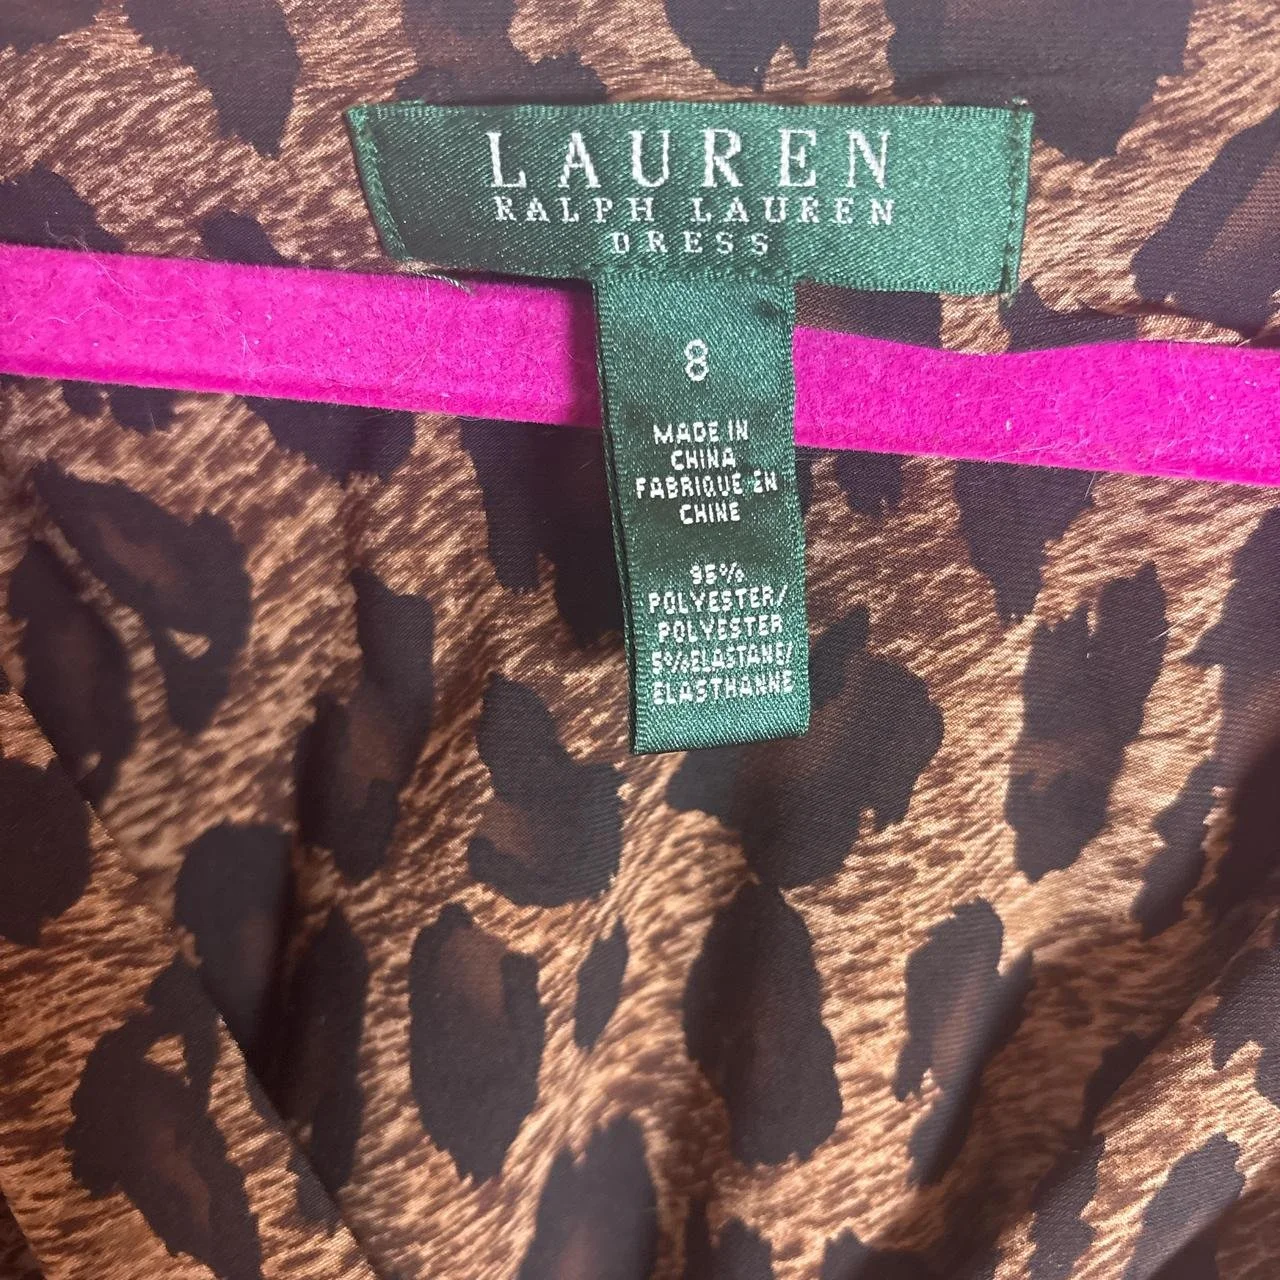 LAUREN
RALPH LAUREN
DRESS
8
MADE IN
CHINA
FABRIQUE EN
CHINE
95%
POLYESTER/
POLYESTER
5%ELASTANE/
ELASTHANNE